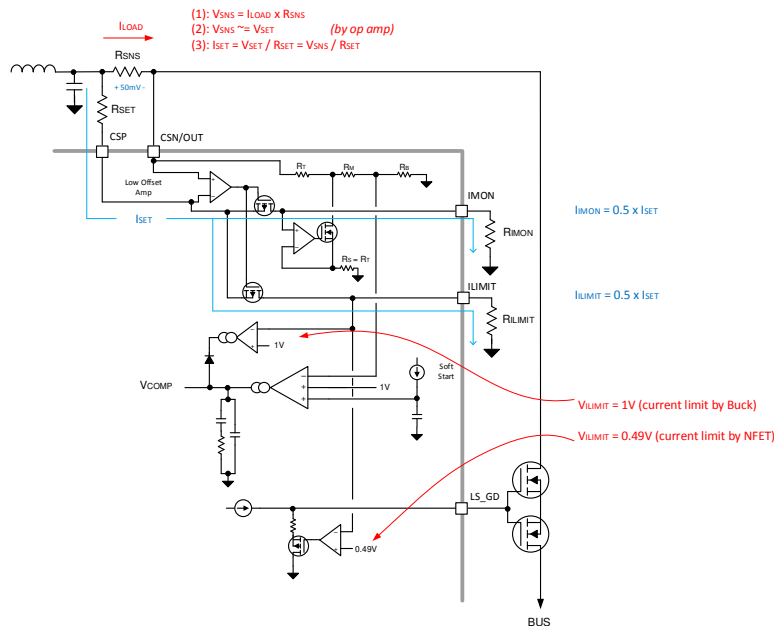 (1): VSNS = ILOAD x RSNS
(2): VSNS ~= VSET (by op amp)
(3): ISET = VSET / RSET = VSNS / RSET
ILOAD
RSNS
+ 50mV -
RSET
CSP
CSN/OUT
RT
RM
RB
Low Offset
Amp
+
−
IMON
ISET
IIMON = 0.5 x ISET
+
−
RIMON
RS = RT
ILIMIT
IILIMIT = 0.5 x ISET
RILIMIT
−
+
1V
Soft
Start
VCOMP
−
+
1V
+
VILIMIT = 1V (current limit by Buck)
VILIMIT = 0.49V (current limit by NFET)
LS_GD
−
+
0.49V
BUS